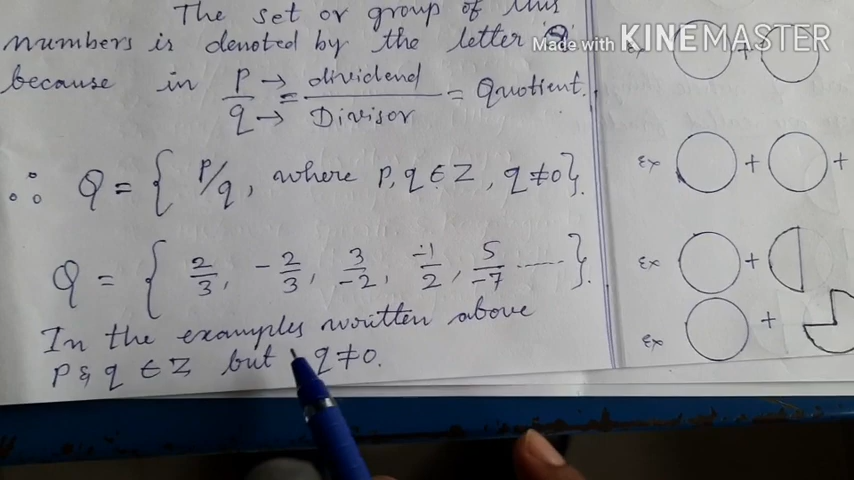 The set or group of this
numbers is denoted by the letter 'Q'
because in P/q → dividend/Divisor = Quotient.
∴ Q = { P/q, where P, q ∈ Z, q ≠ 0 }.
Q = { 2/3, -2/3, 3/-2, -1/2, 5/-7 ...... }.
In the examples written above
P & q ∈ Z but q ≠ 0.
Made with KINEMASTER
Ex + 
Ex + +
Ex +
Ex +